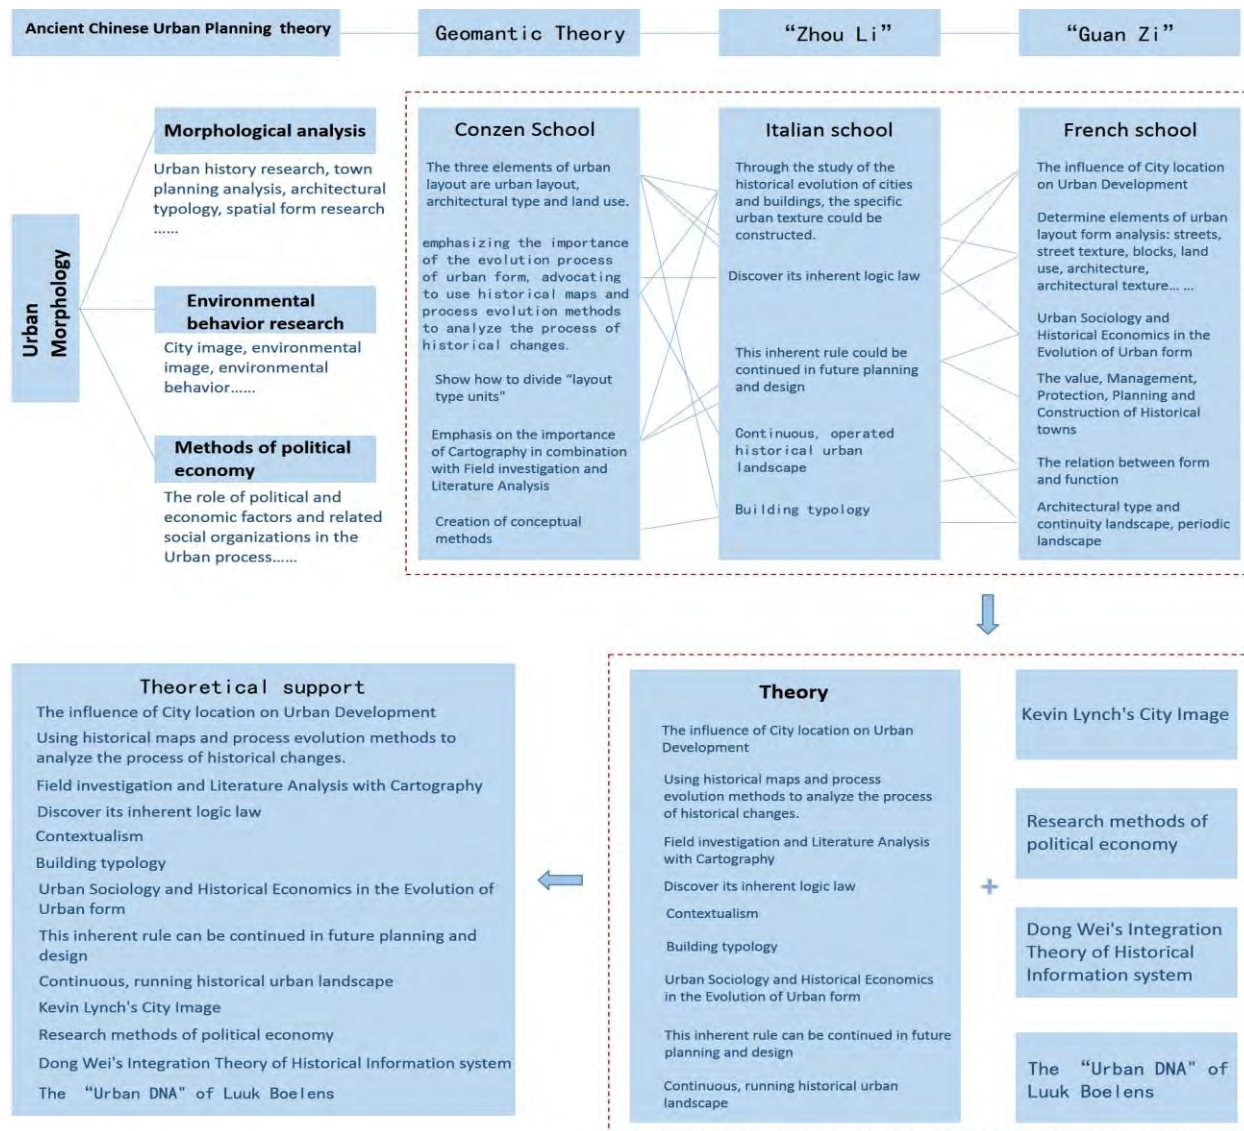 Ancient Chinese Urban Planning theory
Geomantic Theory
“Zhou Li”
“Guan Zi”
Urban
Morphology
Morphological analysis
Urban history research, town
planning analysis, architectural
typology, spatial form research
......
Environmental
behavior research
City image, environmental
image, environmental
behavior......
Methods of political
economy
The role of political and
economic factors and related
social organizations in the
Urban process......
Conzen School
The three elements of urban
layout are urban layout,
architectural type and land use.
emphasizing the importance
of the evolution process
of urban form, advocating
to use historical maps and
process evolution methods
to analyze the process of
historical changes.
Show how to divide “layout
type units"
Emphasis on the importance
of Cartography in combination
with Field investigation and
Literature Analysis
Creation of conceptual
methods
Italian school
Through the study of the
historical evolution of cities
and buildings, the specific
urban texture could be
constructed.
Discover its inherent logic law
This inherent rule could be
continued in future planning
and design
Continuous, operated
historical urban
landscape
Building typology
French school
The influence of City location
on Urban Development
Determine elements of urban
layout form analysis: streets,
street texture, blocks, land
use, architecture,
architectural texture... ...
Urban Sociology and
Historical Economics in the
Evolution of Urban form
The value, Management,
Protection, Planning and
Construction of Historical
towns
The relation between form
and function
Architectural type and
continuity landscape, periodic
landscape
Theoretical support
The influence of City location on Urban Development
Using historical maps and process evolution methods to
analyze the process of historical changes.
Field investigation and Literature Analysis with Cartography
Discover its inherent logic law
Contextualism
Building typology
Urban Sociology and Historical Economics in the Evolution of
Urban form
This inherent rule can be continued in future planning and
design
Continuous, running historical urban landscape
Kevin Lynch's City Image
Research methods of political economy
Dong Wei's Integration Theory of Historical Information system
The “Urban DNA" of Luuk Boelens
Theory
The influence of City location on Urban
Development
Using historical maps and process
evolution methods to analyze the process
of historical changes.
Field investigation and Literature Analysis
with Cartography
Discover its inherent logic law
Contextualism
Building typology
Urban Sociology and Historical Economics
in the Evolution of Urban form
This inherent rule can be continued in future
planning and design
Continuous, running historical urban
landscape
+
Kevin Lynch's City Image
Research methods of
political economy
Dong Wei's Integration
Theory of Historical
Information system
The “Urban DNA" of
Luuk Boelens